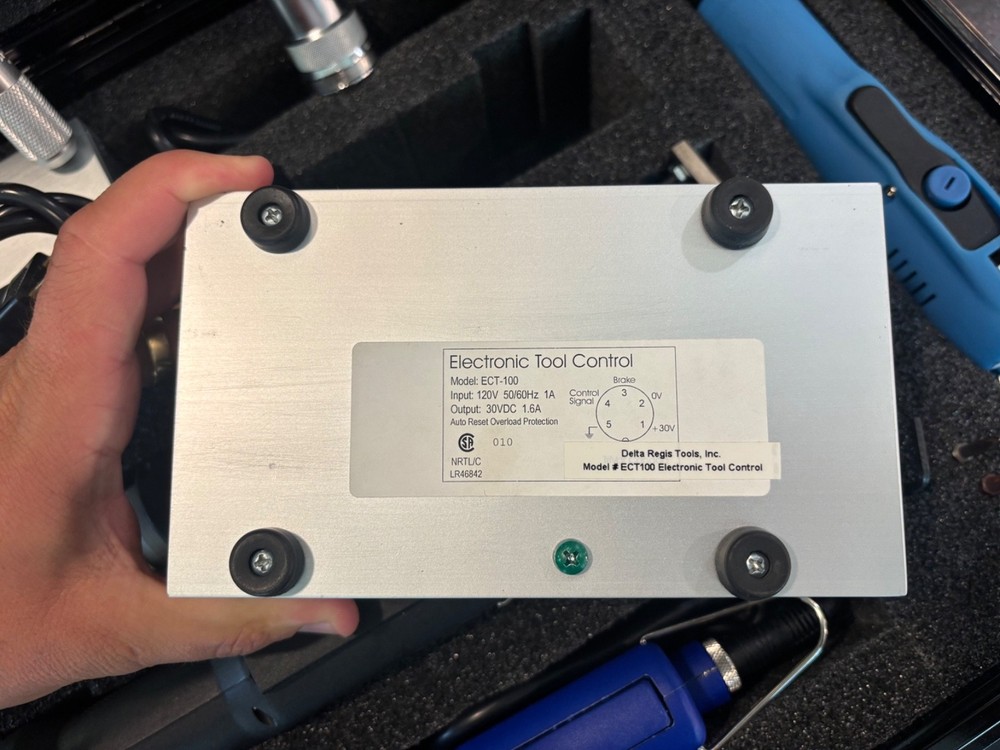 Electronic Tool Control
Model: ECT-100
Input: 120V 50/60Hz 1A
Output: 30VDC 1.6A
Auto Reset Overload Protection
010
NRTL/C
LR46842
Brake
Control
Signal
3
4
2
0V
5
1
+30V
Delta Regis Tools, Inc.
Model # ECT100 Electronic Tool Control